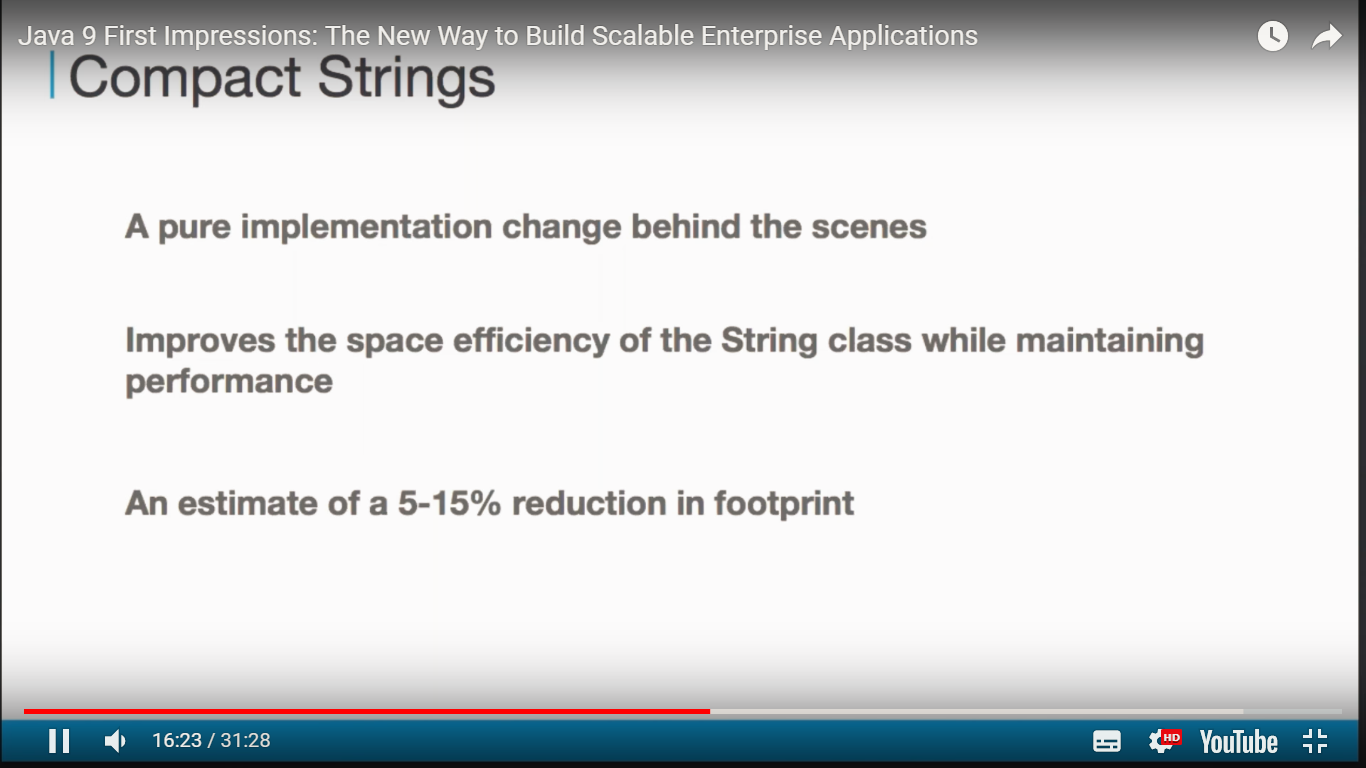 Java 9 First Impressions: The New Way to Build Scalable Enterprise Applications
Compact Strings
A pure implementation change behind the scenes
Improves the space efficiency of the String class while maintaining
performance
An estimate of a 5-15% reduction in footprint
16:23 / 31:28
HD
YouTube